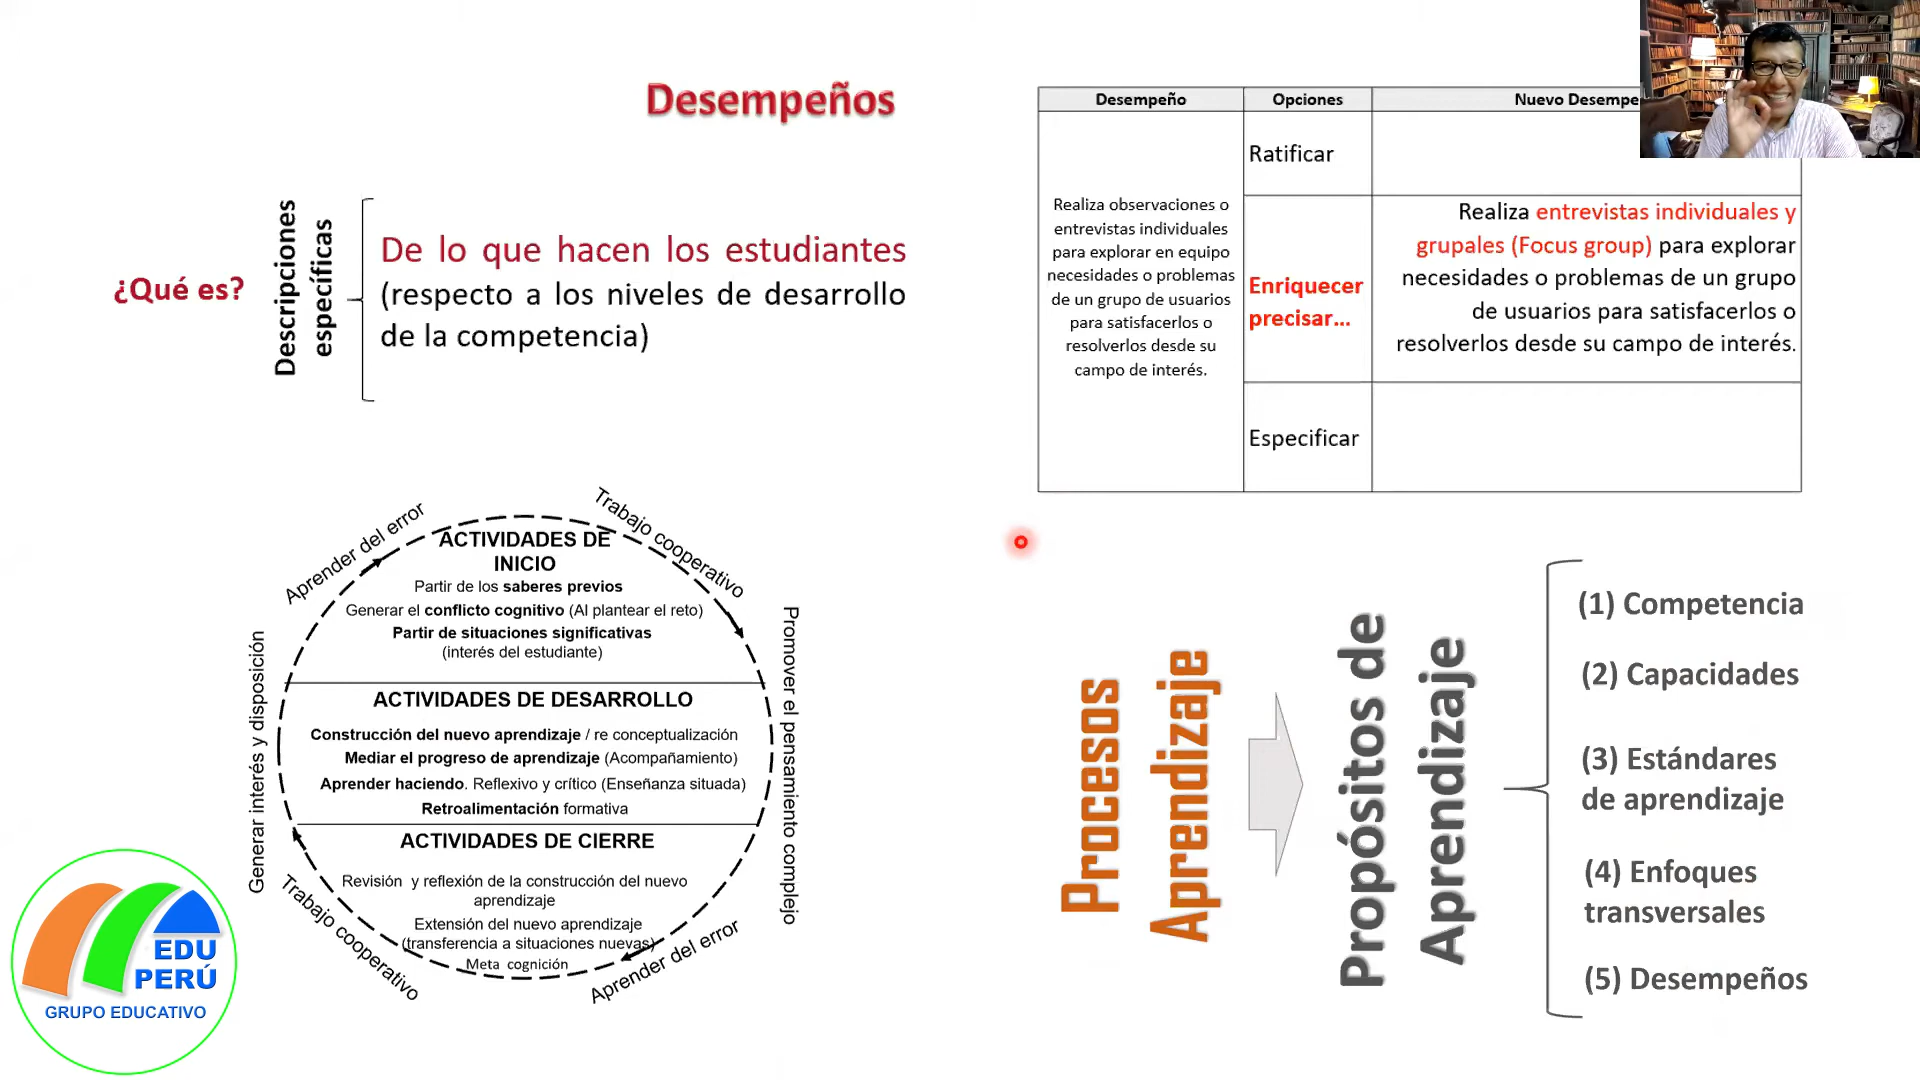 Desempeños
¿Qué es?
Descripciones
específicas
De lo que hacen los estudiantes
(respecto a los niveles de desarrollo
de la competencia)
Desempeño
Opciones
Nuevo
Realiza observaciones o
entrevistas individuales
para explorar en equipo
necesidades o problemas
de un grupo de usuarios
para satisfacerlos o
resolverlos desde su
campo de interés.
Ratificar
Enriquecer
precisar...
Realiza entrevistas individuales y
grupales (Focus group) para explorar
necesidades o problemas de un grupo
de usuarios para satisfacerlos o
resolverlos desde su campo de interés.
Especificar
Aprender del error
Trabajo cooperativo
Promover el pensamiento complejo
Aprender del error
Trabajo cooperativo
Generar interés y disposición
ACTIVIDADES DE
INICIO
Partir de los saberes previos
Generar el conflicto cognitivo (Al plantear el reto)
Partir de situaciones significativas
(interés del estudiante)
ACTIVIDADES DE DESARROLLO
Construcción del nuevo aprendizaje / re conceptualización
Mediar el progreso de aprendizaje (Acompañamiento)
Aprender haciendo. Reflexivo y crítico (Enseñanza situada)
Retroalimentación formativa
ACTIVIDADES DE CIERRE
Revisión y reflexión de la construcción del nuevo
aprendizaje
Extensión del nuevo aprendizaje
(transferencia a situaciones nuevas)
Meta cognición
EDU
PERÚ
GRUPO EDUCATIVO
Procesos
Aprendizaje
Propósitos de
Aprendizaje
(1) Competencia
(2) Capacidades
(3) Estándares
de aprendizaje
(4) Enfoques
transversales
(5) Desempeños